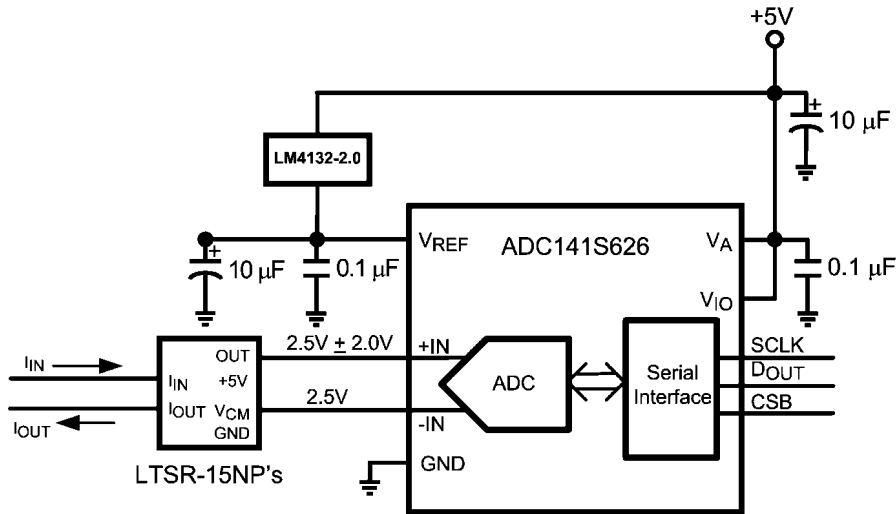 +5V
+
10 µF
LM4132-2.0
+
10 µF
0.1 µF
VREF
ADC141S626
VA
VIO
0.1 µF
IIN
IIN
IOUT
IOUT
OUT
+5V
VCM
GND
LTSR-15NP's
2.5V ± 2.0V
2.5V
+IN
-IN
GND
ADC
Serial
Interface
SCLK
DOUT
CSB